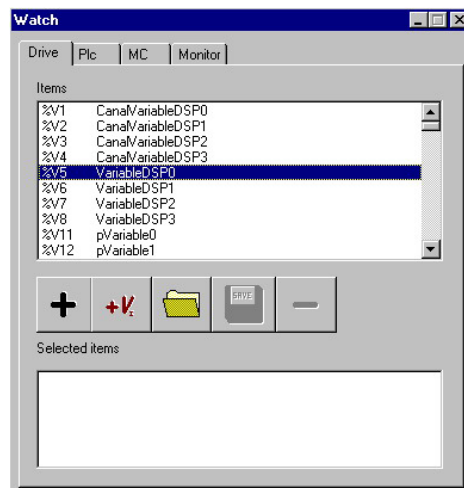 Watch
Drive Plc MC Monitor
Items
%V1 CanalVariableDSP0
%V2 CanalVariableDSP1
%V3 CanalVariableDSP2
%V4 CanalVariableDSP3
%V5 VariableDSP0
%V6 VariableDSP1
%V7 VariableDSP2
%V8 VariableDSP3
%V11 pVariable0
%V12 pVariable1
+Vx SAVE
Selected items